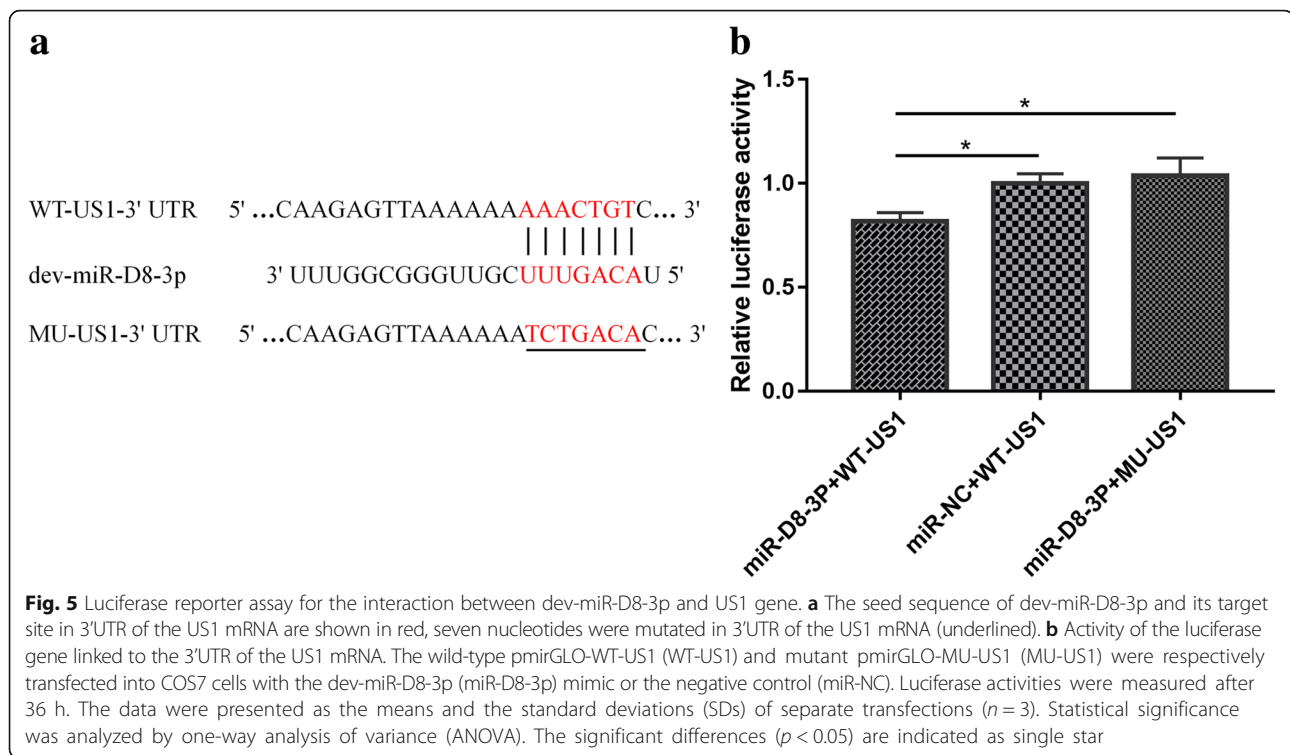 a
WT-US1-3' UTR 5' ...CAAGAGTTAAAAAAAAACTGTC... 3'
dev-miR-D8-3p 3' UUUGGCGGGUUGCUUUGACAU 5'
MU-US1-3' UTR 5' ...CAAGAGTTAAAAAATCTGACAC... 3'
b
Relative luciferase activity
1.5
1.0
0.5
0.0
*
*
miR-D8-3P+WT-US1
miR-NC+WT-US1
miR-D8-3P+MU-US1
Fig. 5 Luciferase reporter assay for the interaction between dev-miR-D8-3p and US1 gene. a The seed sequence of dev-miR-D8-3p and its target
site in 3'UTR of the US1 mRNA are shown in red, seven nucleotides were mutated in 3'UTR of the US1 mRNA (underlined). b Activity of the luciferase
gene linked to the 3'UTR of the US1 mRNA. The wild-type pmirGLO-WT-US1 (WT-US1) and mutant pmirGLO-MU-US1 (MU-US1) were respectively
transfected into COS7 cells with the dev-miR-D8-3p (miR-D8-3p) mimic or the negative control (miR-NC). Luciferase activities were measured after
36 h. The data were presented as the means and the standard deviations (SDs) of separate transfections (n = 3). Statistical significance
was analyzed by one-way analysis of variance (ANOVA). The significant differences (p < 0.05) are indicated as single star